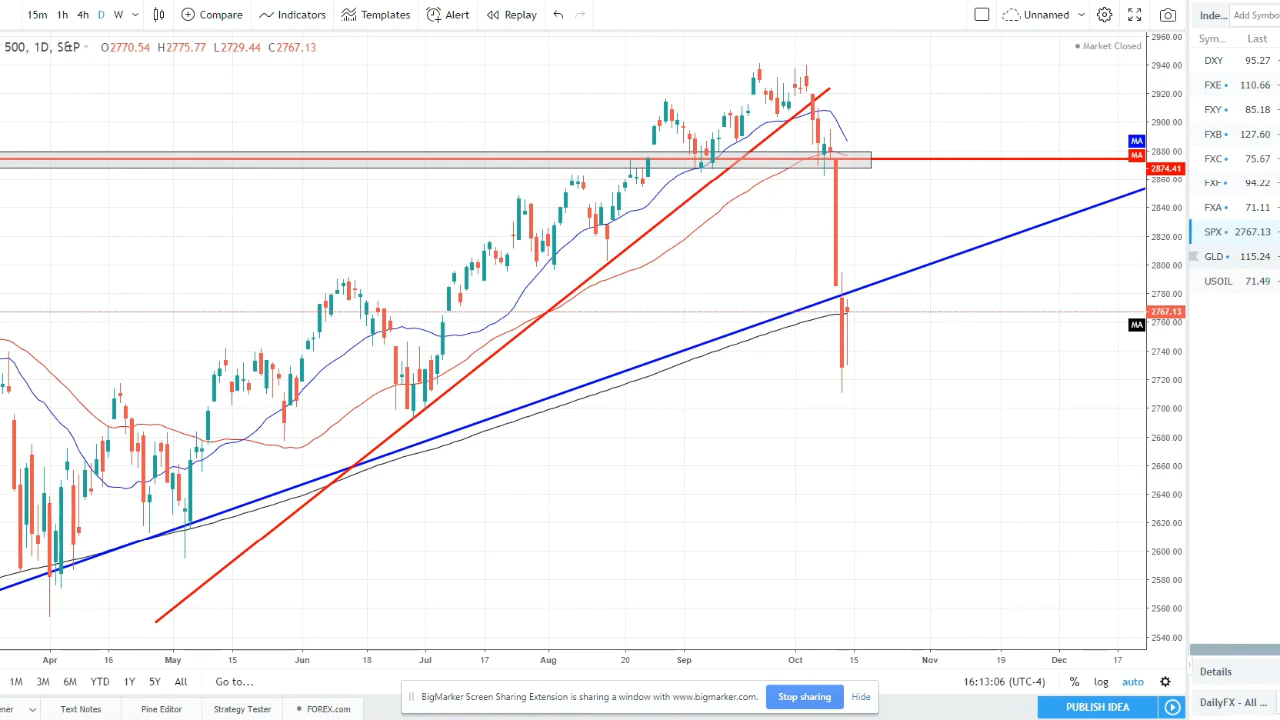 15m 1h 4h D W Compare Indicators Templates Alert Replay Unnamed Inde... Add Symbo
500, 1D, S&P O2770.54 H2775.77 L2729.44 C2767.13 Market Closed
Sym... Last
DXY 95.27
FXE 110.66
FXY 85.18
FXB 127.60
FXC 75.67
FXF 94.22
FXA 71.11
SPX 2767.13
GLD 115.24
USOIL 71.49
2960.00
2940.00
2920.00
2900.00
MA
2880.00
MA
2874.41
2860.00
2840.00
2820.00
2800.00
2780.00
2767.13
2760.00
MA
2740.00
2720.00
2700.00
2680.00
2660.00
2640.00
2620.00
2600.00
2580.00
2560.00
2540.00
Apr 16 May 15 Jun 18 Jul 17 Aug 20 Sep Oct 15 Nov Dec 17
1M 3M 6M YTD 1Y 5Y All Go to... 16:13:06 (UTC-4) % log auto
Details
BigMarker Screen Sharing Extension is sharing a window with www.bigmarker.com. Stop sharing Hide
ener Text Notes Pine Editor Strategy Tester FOREX.com PUBLISH IDEA DailyFX - All ...